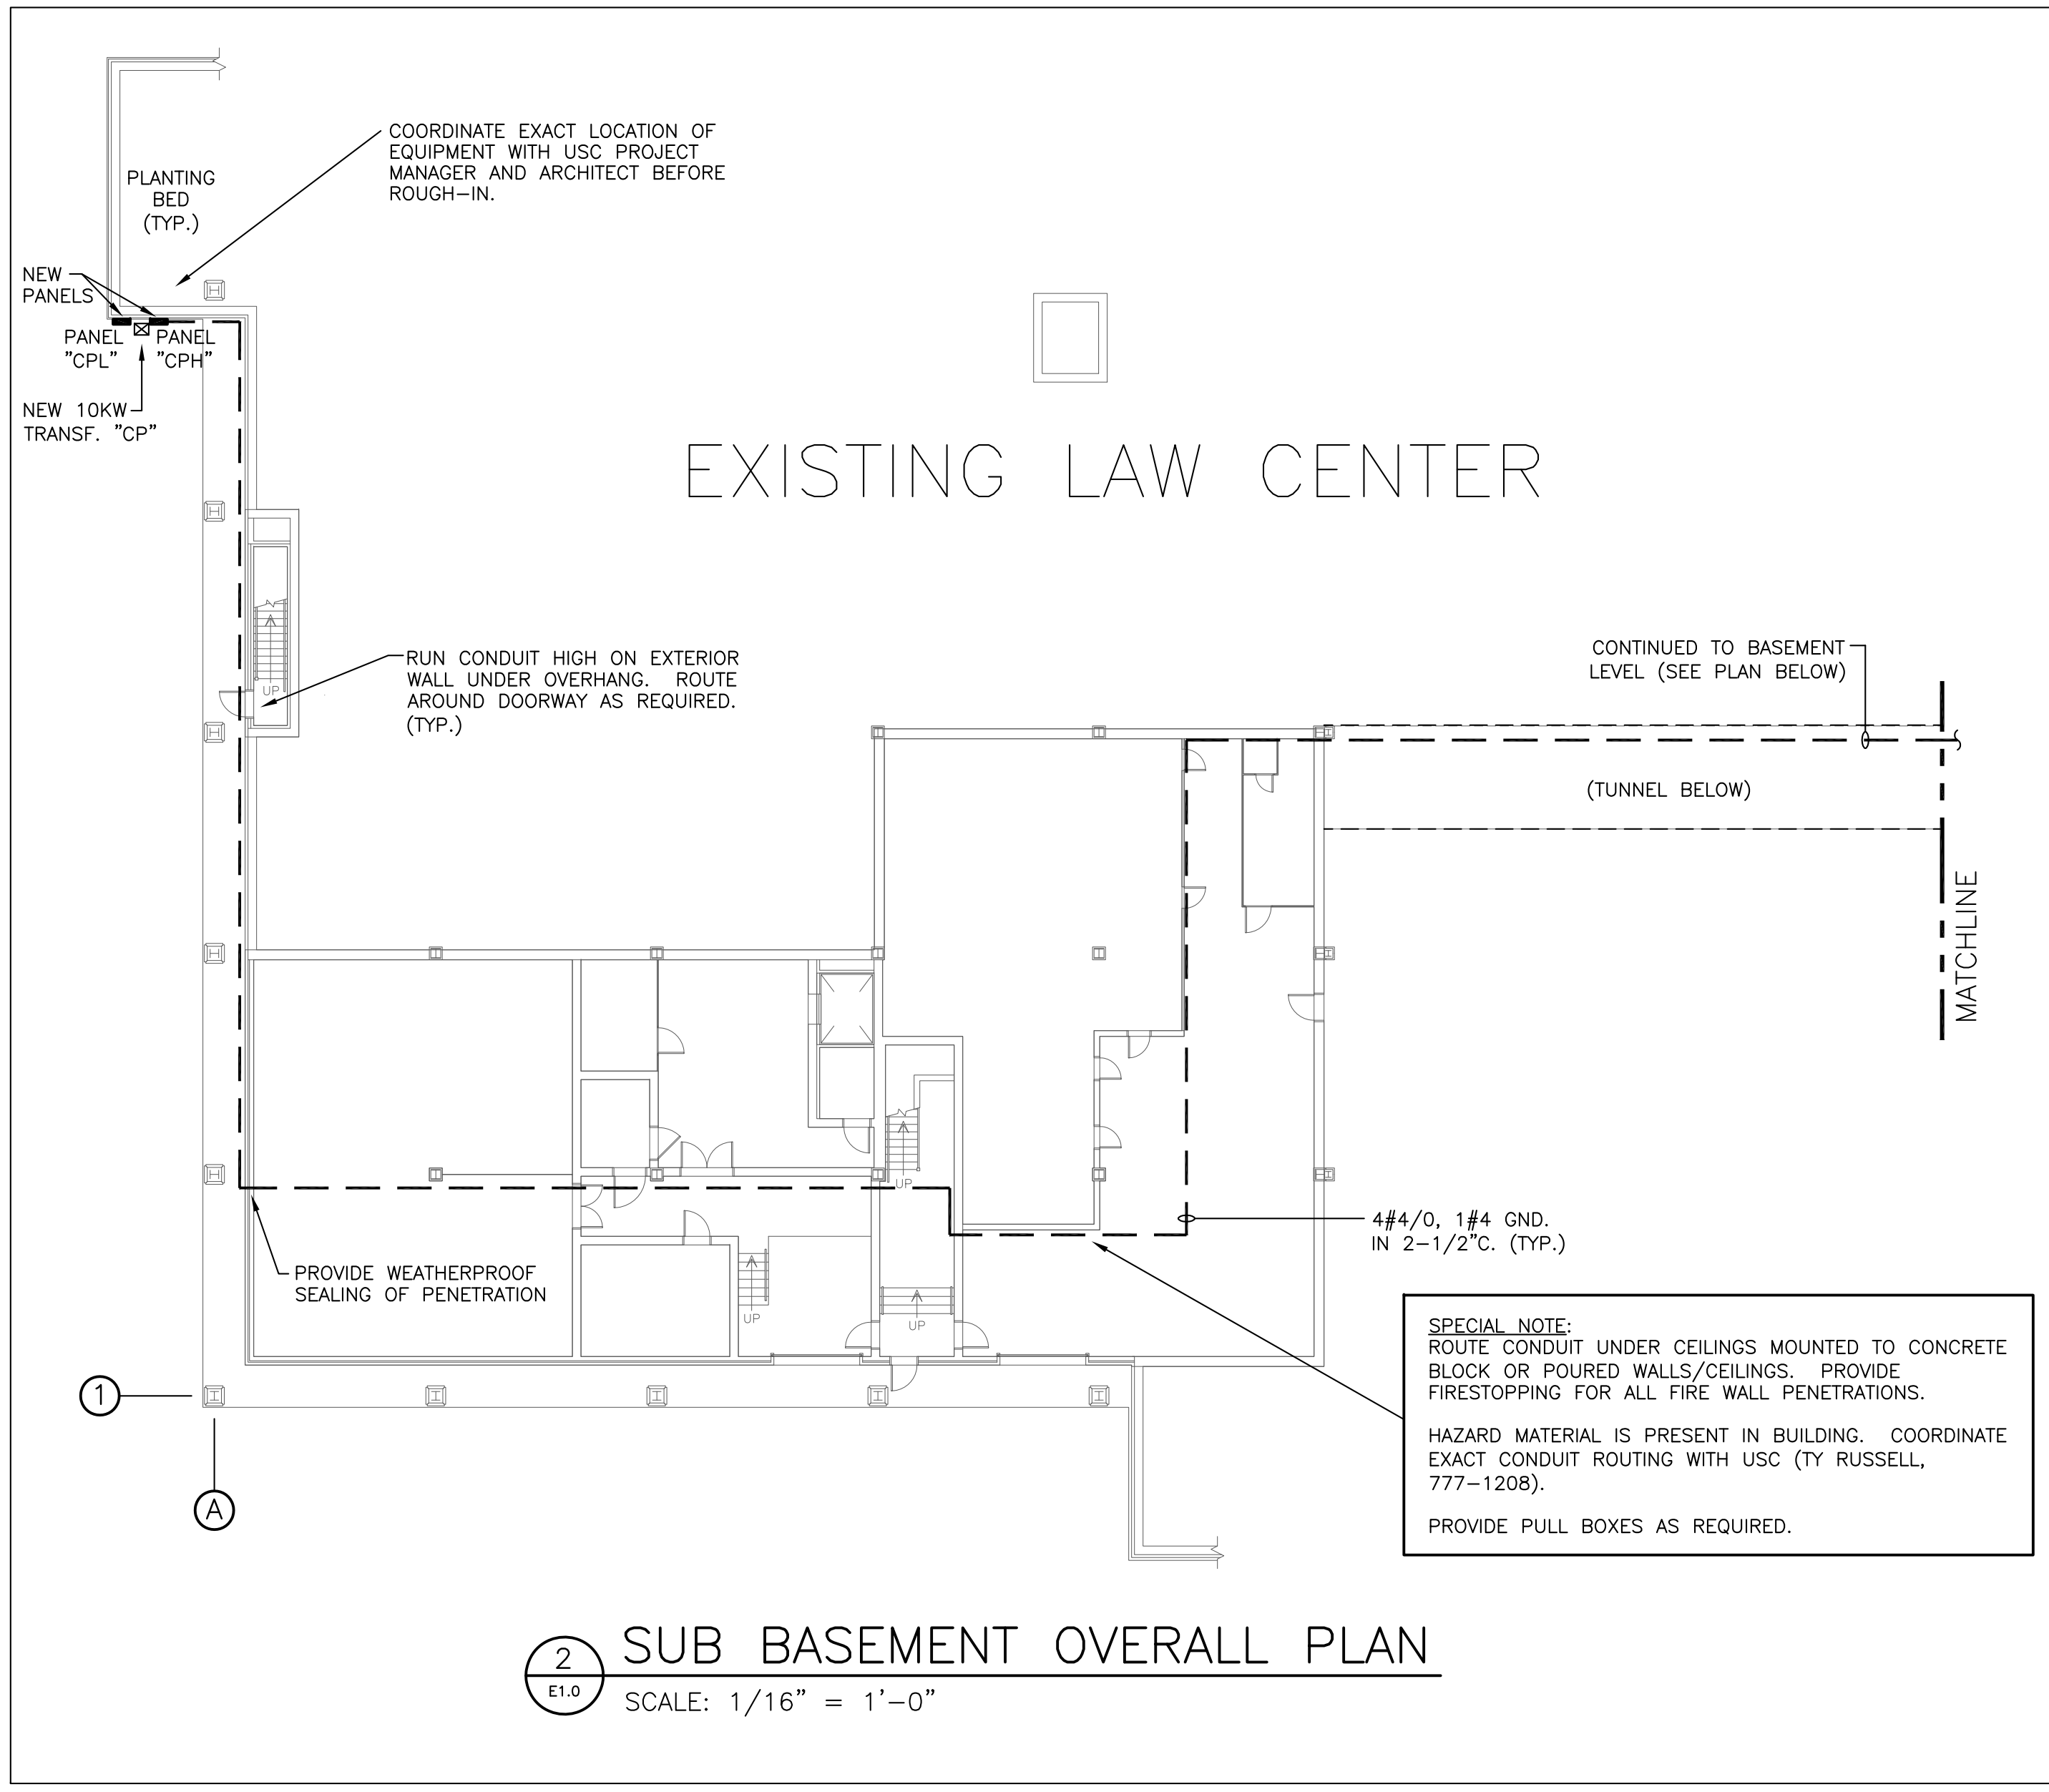 COORDINATE EXACT LOCATION OF
EQUIPMENT WITH USC PROJECT
MANAGER AND ARCHITECT BEFORE
ROUGH-IN.
PLANTING
BED
(TYP.)
NEW
PANELS
PANEL
"CPL"
PANEL
"CPH"
NEW 10KW
TRANSF. "CP"
EXISTING LAW CENTER
UP
RUN CONDUIT HIGH ON EXTERIOR
WALL UNDER OVERHANG. ROUTE
AROUND DOORWAY AS REQUIRED.
(TYP.)
CONTINUED TO BASEMENT
LEVEL (SEE PLAN BELOW)
(TUNNEL BELOW)
MATCHLINE
UP
4#4/0, 1#4 GND.
IN 2-1/2"C. (TYP.)
PROVIDE WEATHERPROOF
SEALING OF PENETRATION
UP
UP
SPECIAL NOTE:
ROUTE CONDUIT UNDER CEILINGS MOUNTED TO CONCRETE
BLOCK OR POURED WALLS/CEILINGS. PROVIDE
FIRESTOPPING FOR ALL FIRE WALL PENETRATIONS.
HAZARD MATERIAL IS PRESENT IN BUILDING. COORDINATE
EXACT CONDUIT ROUTING WITH USC (TY RUSSELL,
777-1208).
PROVIDE PULL BOXES AS REQUIRED.
1
A
2
E1.0
SUB BASEMENT OVERALL PLAN
SCALE: 1/16" = 1'-0"